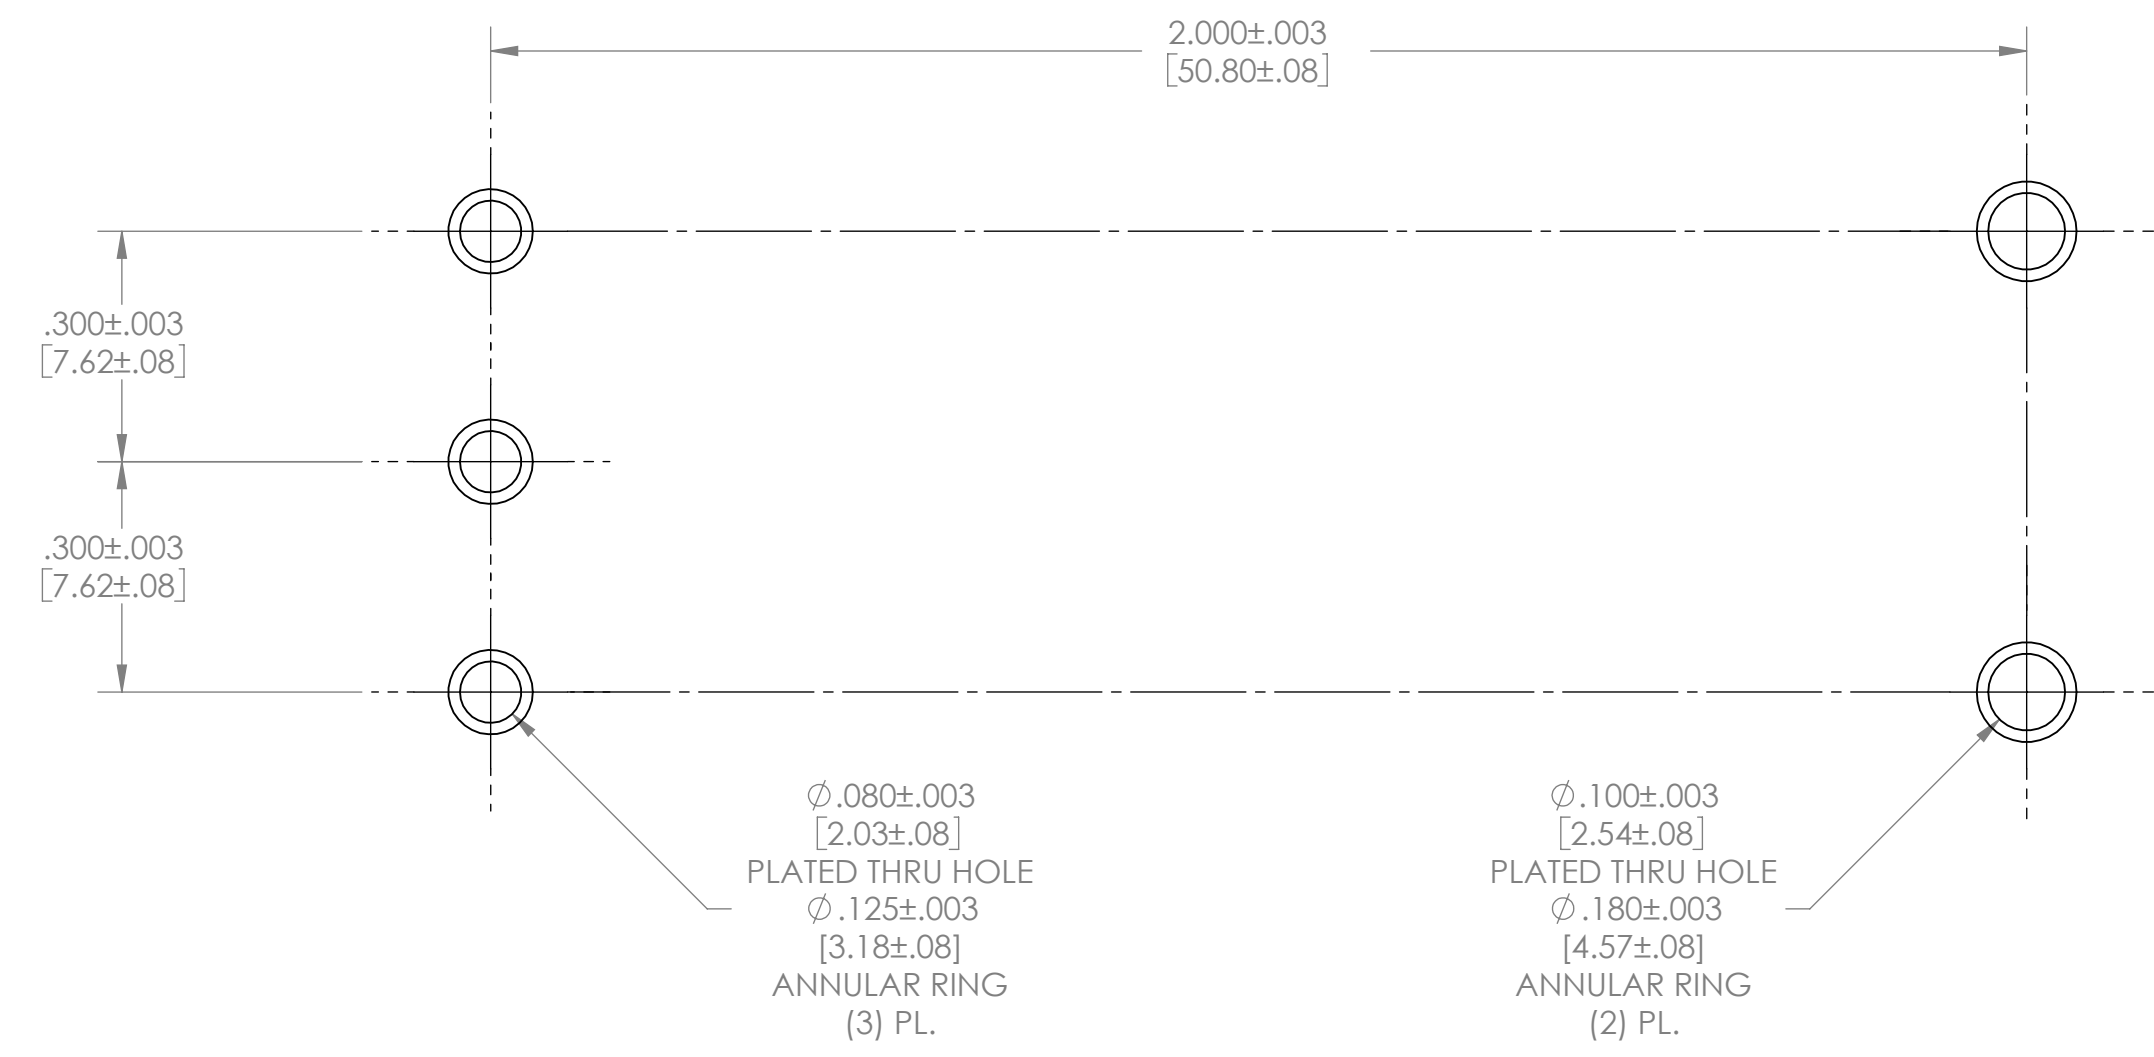 2.000±.003
[50.80±.08]
.300±.003
[7.62±.08]
.300±.003
[7.62±.08]
∅.080±.003
[2.03±.08]
PLATED THRU HOLE
∅.125±.003
[3.18±.08]
ANNULAR RING
(3) PL.
∅.100±.003
[2.54±.08]
PLATED THRU HOLE
∅.180±.003
[4.57±.08]
ANNULAR RING
(2) PL.